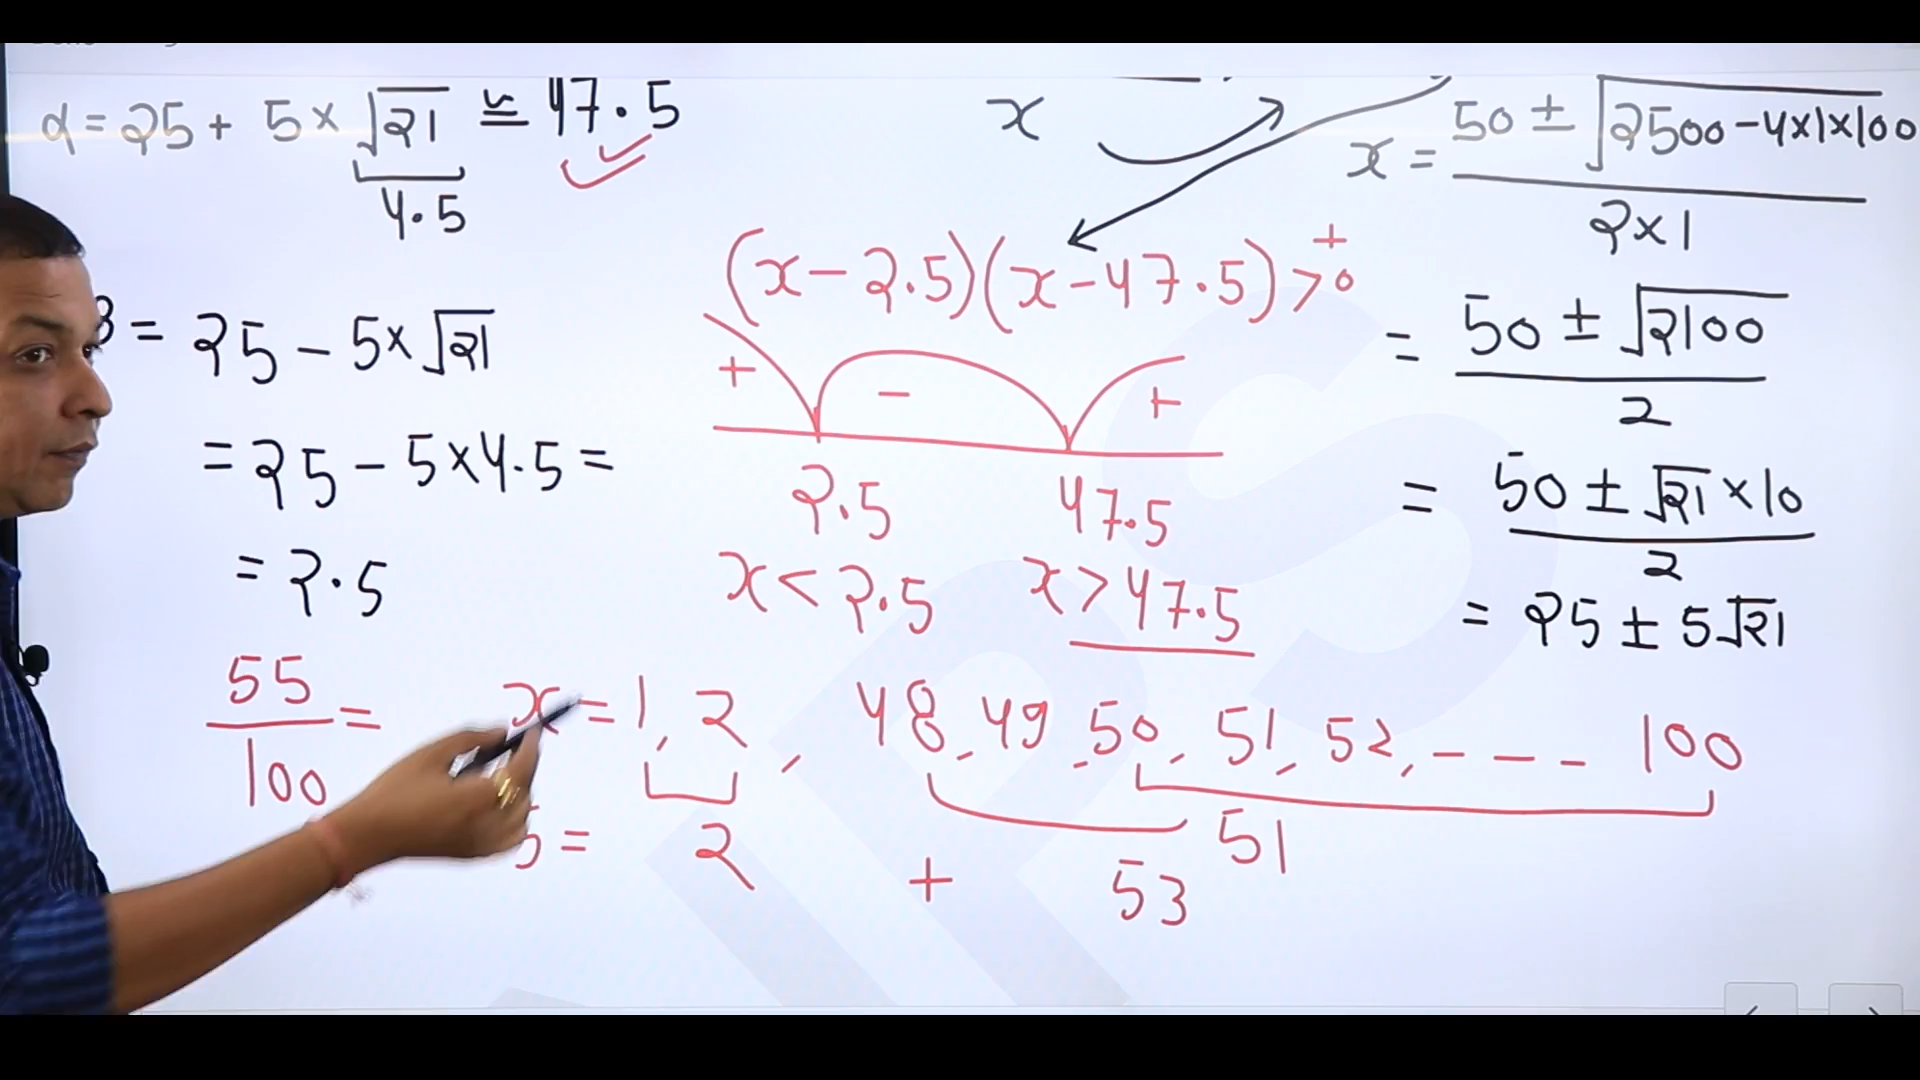 α = 25 + 5 × √21 ≅ 47.5
4.5
β = 25 - 5 × √21
= 25 - 5 × 4.5 =
= 2.5
55/100 =
x
(x - 2.5)(x - 47.5) > 0
+
+ - +
2.5 47.5
x < 2.5 x > 47.5
x = 1, 2, 48, 49, 50, 51, 52, - - - 100
= 2 + 53 51
x = 50 ± √2500 - 4×1×100
2 × 1
= 50 ± √2100
2
= 50 ± √21 × 10
2
= 25 ± 5√21